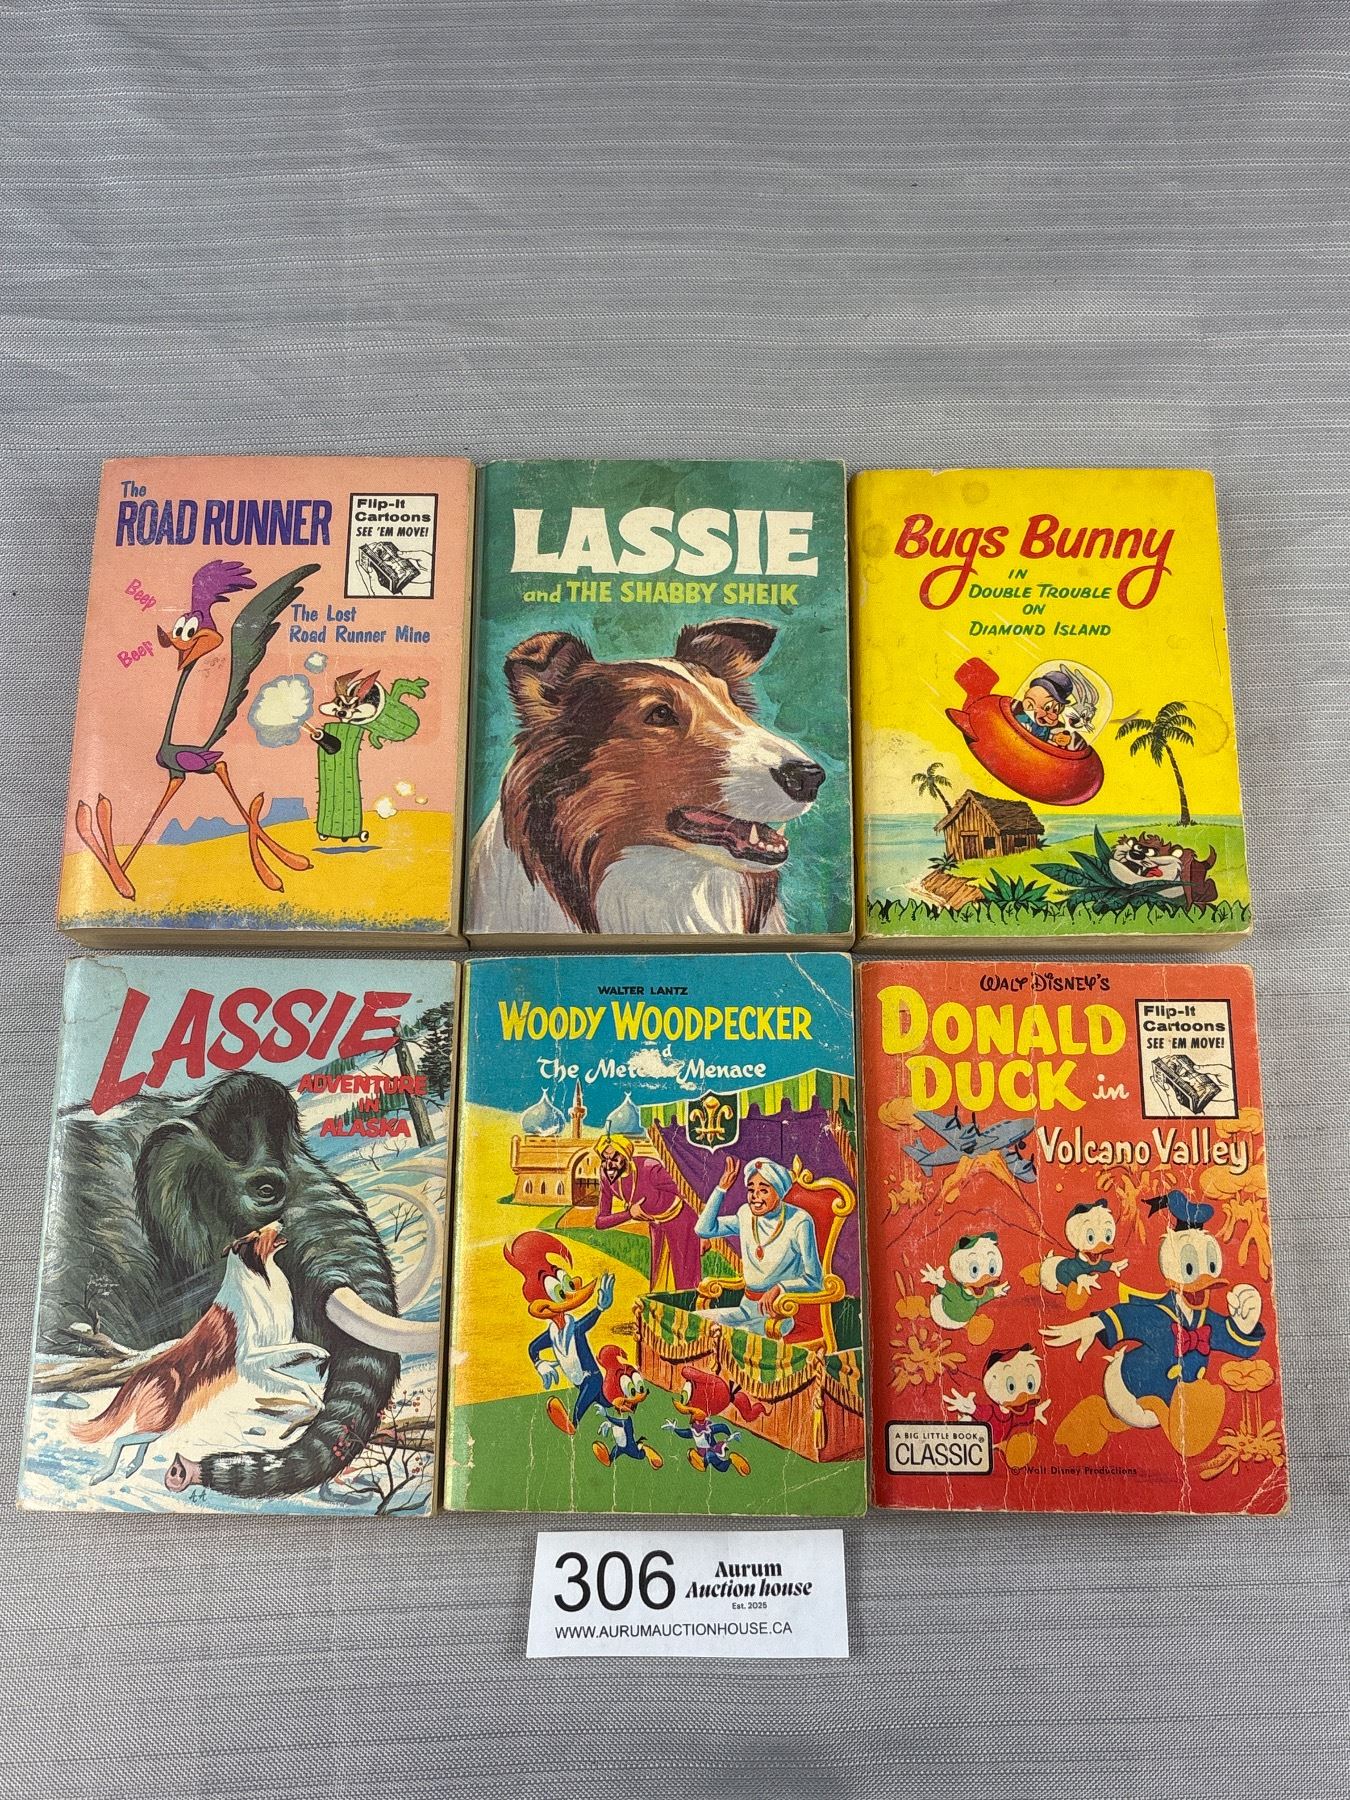 The
ROAD RUNNER
Flip-It
Cartoons
SEE 'EM MOVE!
Beep
Beep
The Lost
Road Runner Mine
LASSIE
and THE SHABBY SHEIK
Bugs Bunny
IN
DOUBLE TROUBLE
ON
DIAMOND ISLAND
LASSIE
ADVENTURE
IN
ALASKA
AA
WALTER LANTZ
WOODY WOODPECKER
The Menace
WALT DISNEY'S
DONALD
DUCK in
Flip-It
Cartoons
SEE 'EM MOVE!
Volcano Valley
A BIG LITTLE BOOK®
CLASSIC
© Walt Disney Productions
306
Aurum
Auction house
Est. 2025
WWW.AURUMAUCTIONHOUSE.CA